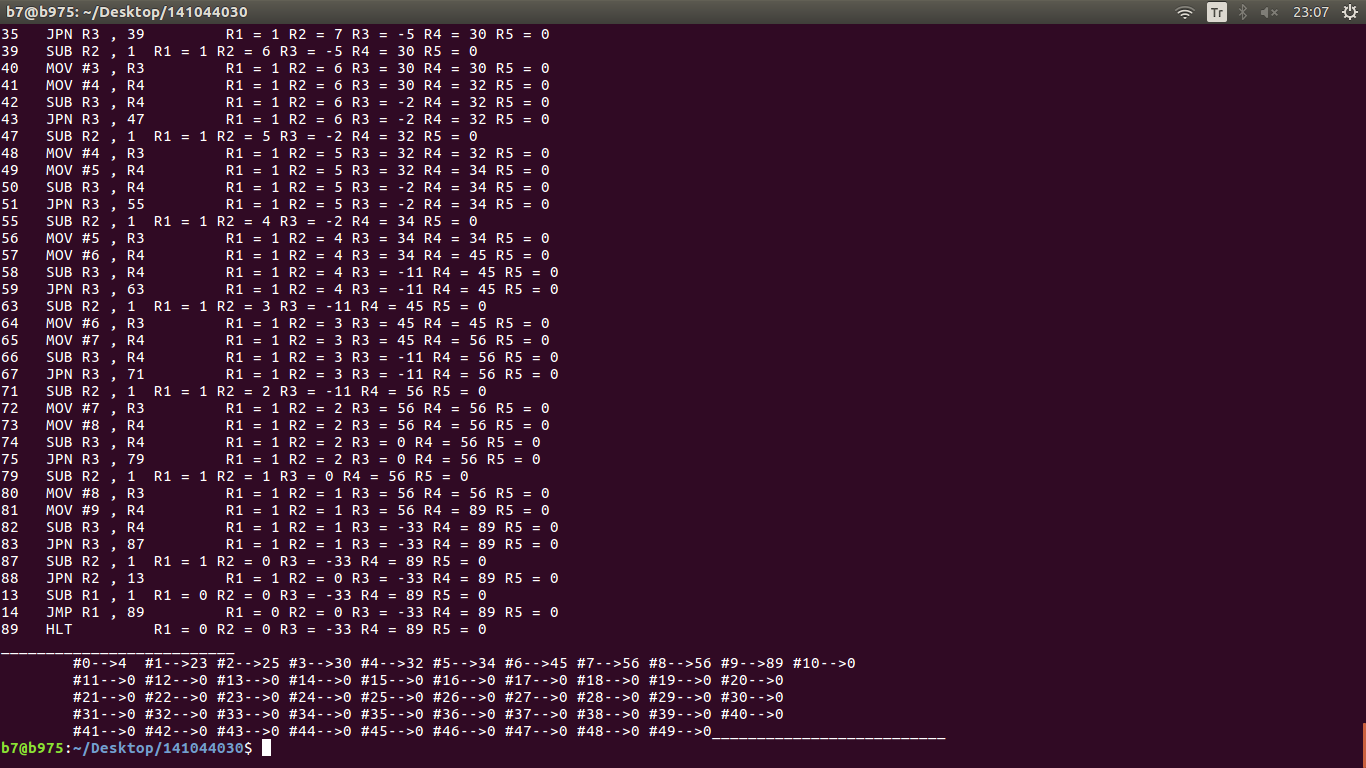 b7@b975: ~/Desktop/141044030 Tr 23:07
35 JPN R3 , 39 R1 = 1 R2 = 7 R3 = -5 R4 = 30 R5 = 0
39 SUB R2 , 1 R1 = 1 R2 = 6 R3 = -5 R4 = 30 R5 = 0
40 MOV #3 , R3 R1 = 1 R2 = 6 R3 = 30 R4 = 30 R5 = 0
41 MOV #4 , R4 R1 = 1 R2 = 6 R3 = 30 R4 = 32 R5 = 0
42 SUB R3 , R4 R1 = 1 R2 = 6 R3 = -2 R4 = 32 R5 = 0
43 JPN R3 , 47 R1 = 1 R2 = 6 R3 = -2 R4 = 32 R5 = 0
47 SUB R2 , 1 R1 = 1 R2 = 5 R3 = -2 R4 = 32 R5 = 0
48 MOV #4 , R3 R1 = 1 R2 = 5 R3 = 32 R4 = 32 R5 = 0
49 MOV #5 , R4 R1 = 1 R2 = 5 R3 = 32 R4 = 34 R5 = 0
50 SUB R3 , R4 R1 = 1 R2 = 5 R3 = -2 R4 = 34 R5 = 0
51 JPN R3 , 55 R1 = 1 R2 = 5 R3 = -2 R4 = 34 R5 = 0
55 SUB R2 , 1 R1 = 1 R2 = 4 R3 = -2 R4 = 34 R5 = 0
56 MOV #5 , R3 R1 = 1 R2 = 4 R3 = 34 R4 = 34 R5 = 0
57 MOV #6 , R4 R1 = 1 R2 = 4 R3 = 34 R4 = 45 R5 = 0
58 SUB R3 , R4 R1 = 1 R2 = 4 R3 = -11 R4 = 45 R5 = 0
59 JPN R3 , 63 R1 = 1 R2 = 4 R3 = -11 R4 = 45 R5 = 0
63 SUB R2 , 1 R1 = 1 R2 = 3 R3 = -11 R4 = 45 R5 = 0
64 MOV #6 , R3 R1 = 1 R2 = 3 R3 = 45 R4 = 45 R5 = 0
65 MOV #7 , R4 R1 = 1 R2 = 3 R3 = 45 R4 = 56 R5 = 0
66 SUB R3 , R4 R1 = 1 R2 = 3 R3 = -11 R4 = 56 R5 = 0
67 JPN R3 , 71 R1 = 1 R2 = 3 R3 = -11 R4 = 56 R5 = 0
71 SUB R2 , 1 R1 = 1 R2 = 2 R3 = -11 R4 = 56 R5 = 0
72 MOV #7 , R3 R1 = 1 R2 = 2 R3 = 56 R4 = 56 R5 = 0
73 MOV #8 , R4 R1 = 1 R2 = 2 R3 = 56 R4 = 56 R5 = 0
74 SUB R3 , R4 R1 = 1 R2 = 2 R3 = 0 R4 = 56 R5 = 0
75 JPN R3 , 79 R1 = 1 R2 = 2 R3 = 0 R4 = 56 R5 = 0
79 SUB R2 , 1 R1 = 1 R2 = 1 R3 = 0 R4 = 56 R5 = 0
80 MOV #8 , R3 R1 = 1 R2 = 1 R3 = 56 R4 = 56 R5 = 0
81 MOV #9 , R4 R1 = 1 R2 = 1 R3 = 56 R4 = 89 R5 = 0
82 SUB R3 , R4 R1 = 1 R2 = 1 R3 = -33 R4 = 89 R5 = 0
83 JPN R3 , 87 R1 = 1 R2 = 1 R3 = -33 R4 = 89 R5 = 0
87 SUB R2 , 1 R1 = 1 R2 = 0 R3 = -33 R4 = 89 R5 = 0
88 JPN R2 , 13 R1 = 1 R2 = 0 R3 = -33 R4 = 89 R5 = 0
13 SUB R1 , 1 R1 = 0 R2 = 0 R3 = -33 R4 = 89 R5 = 0
14 JMP R1 , 89 R1 = 0 R2 = 0 R3 = -33 R4 = 89 R5 = 0
89 HLT R1 = 0 R2 = 0 R3 = -33 R4 = 89 R5 = 0
__________________________
#0-->4 #1-->23 #2-->25 #3-->30 #4-->32 #5-->34 #6-->45 #7-->56 #8-->56 #9-->89 #10-->0
#11-->0 #12-->0 #13-->0 #14-->0 #15-->0 #16-->0 #17-->0 #18-->0 #19-->0 #20-->0
#21-->0 #22-->0 #23-->0 #24-->0 #25-->0 #26-->0 #27-->0 #28-->0 #29-->0 #30-->0
#31-->0 #32-->0 #33-->0 #34-->0 #35-->0 #36-->0 #37-->0 #38-->0 #39-->0 #40-->0
#41-->0 #42-->0 #43-->0 #44-->0 #45-->0 #46-->0 #47-->0 #48-->0 #49-->0__________________________
b7@b975:~/Desktop/141044030$